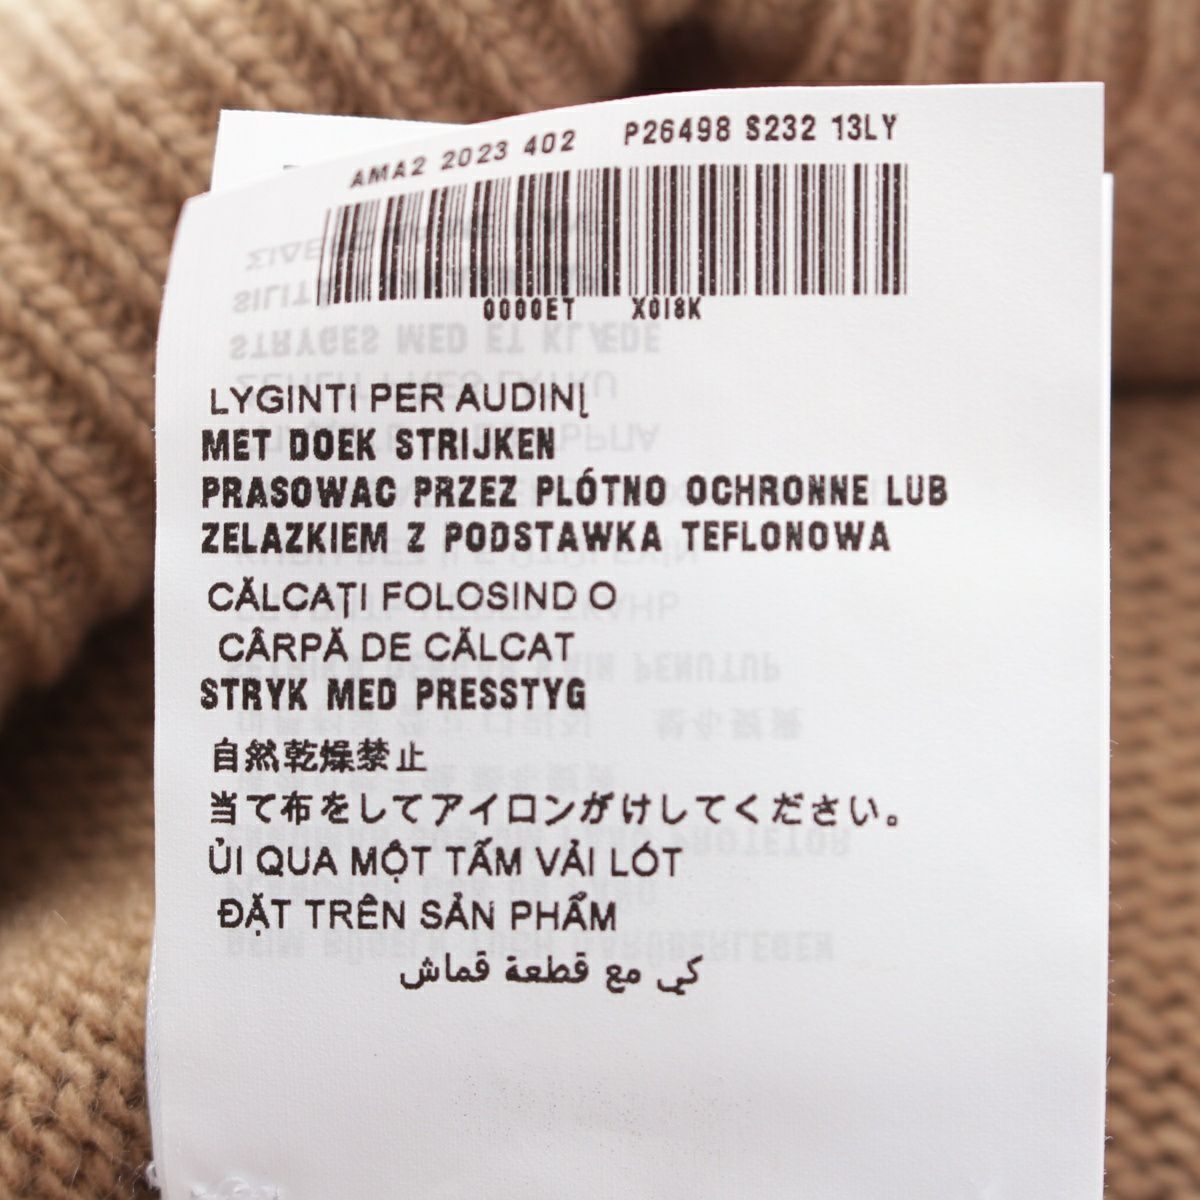 AMA2 2023 402 P26498 S232 13LY
0000ET X0I8K
LYGINTI PER AUDINĮ
MET DOEK STRIJKEN
PRASOWAC PRZEZ PLÓTNO OCHRONNE LUB
ZELAZKIEM Z PODSTAWKA TEFLONOWA
CĂLCAȚI FOLOSIND O
CÂRPĂ DE CĂLCAT
STRYK MED PRESSTYG
自然乾燥禁止
当て布をしてアイロンがけしてください。
ỦI QUA MỘT TẤM VẢI LÓT
ĐẶT TRÊN SẢN PHẨM
كي مع قطعة قماش